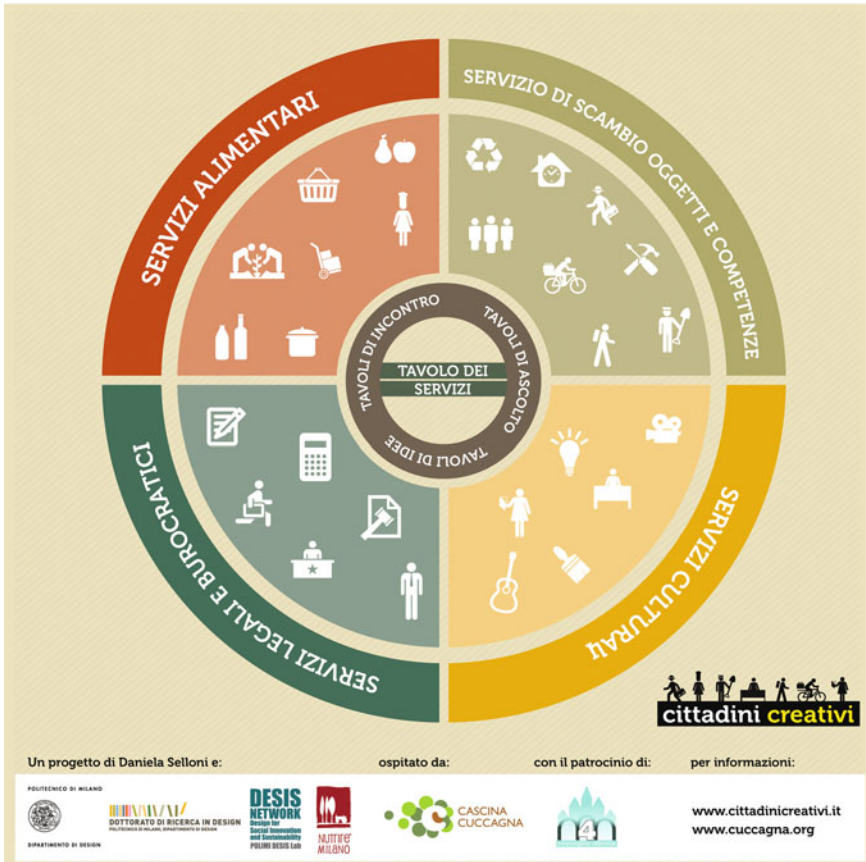 SERVIZI ALIMENTARI
SERVIZIO DI SCAMBIO OGGETTI E COMPETENZE
TAVOLI DI INCONTRO
TAVOLI DI ASCOLTO
TAVOLO DEI
SERVIZI
TAVOLI DI IDEE
SERVIZI LEGALI E BUROCRATICI
SERVIZI CULTURALI
cittadini creativi
Un progetto di Daniela Selloni e:
ospitato da:
con il patrocinio di:
per informazioni:
POLITECNICO DI MILANO
DIPARTIMENTO DI DESIGN
DOTTORATO DI RICERCA IN DESIGN
POLITECNICO DI MILANO, DIPARTIMENTO DI DESIGN
DESIS
NETWORK
Design for
Social Innovation
and Sustainability
POLIMI DESIS Lab
NUTRIRE
MILANO
CASCINA
CUCCAGNA
4
www.cittadinicreativi.it
www.cuccagna.org